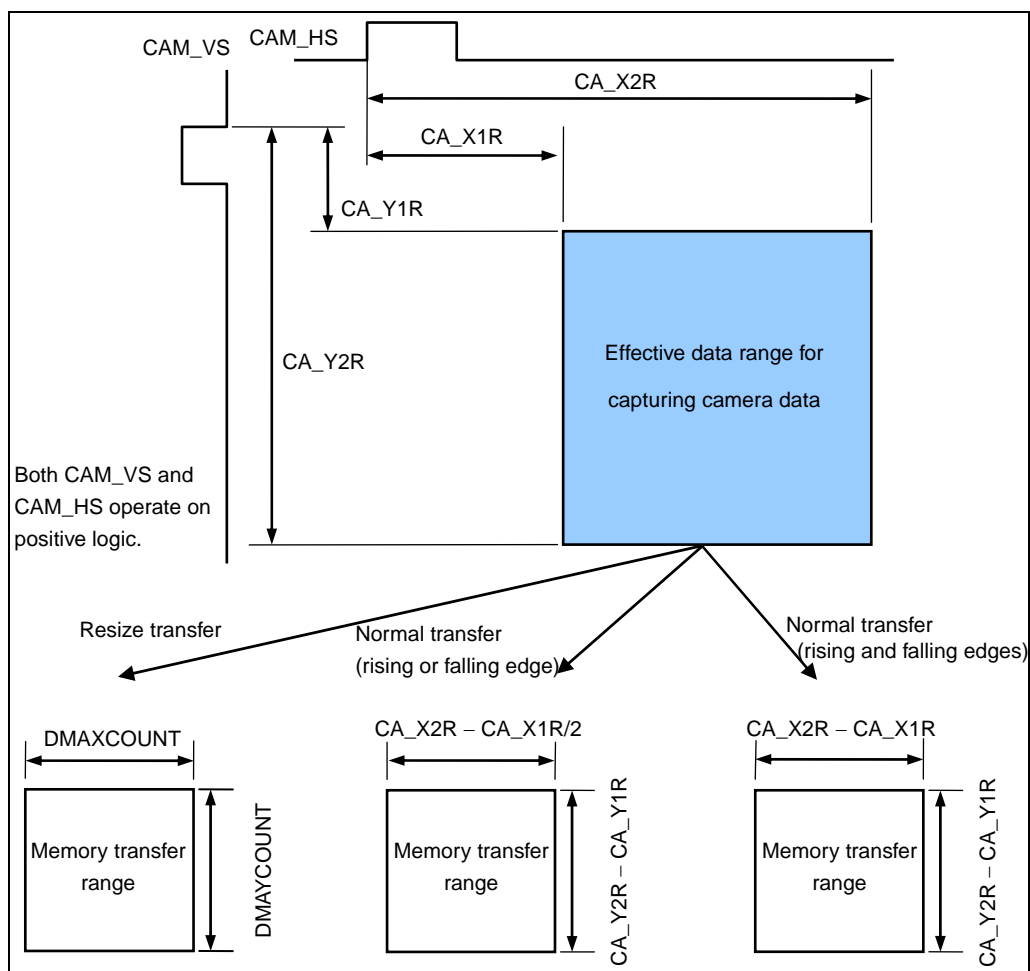 CAM_VS
CAM_HS
CA_X2R
CA_X1R
CA_Y1R
CA_Y2R
Effective data range for
capturing camera data
Both CAM_VS and
CAM_HS operate on
positive logic.
Resize transfer
Normal transfer
(rising or falling edge)
Normal transfer
(rising and falling edges)
DMAXCOUNT
DMAYCOUNT
Memory transfer
range
CA_X2R – CA_X1R/2
CA_Y2R – CA_Y1R
Memory transfer
range
CA_X2R – CA_X1R
CA_Y2R – CA_Y1R
Memory transfer
range